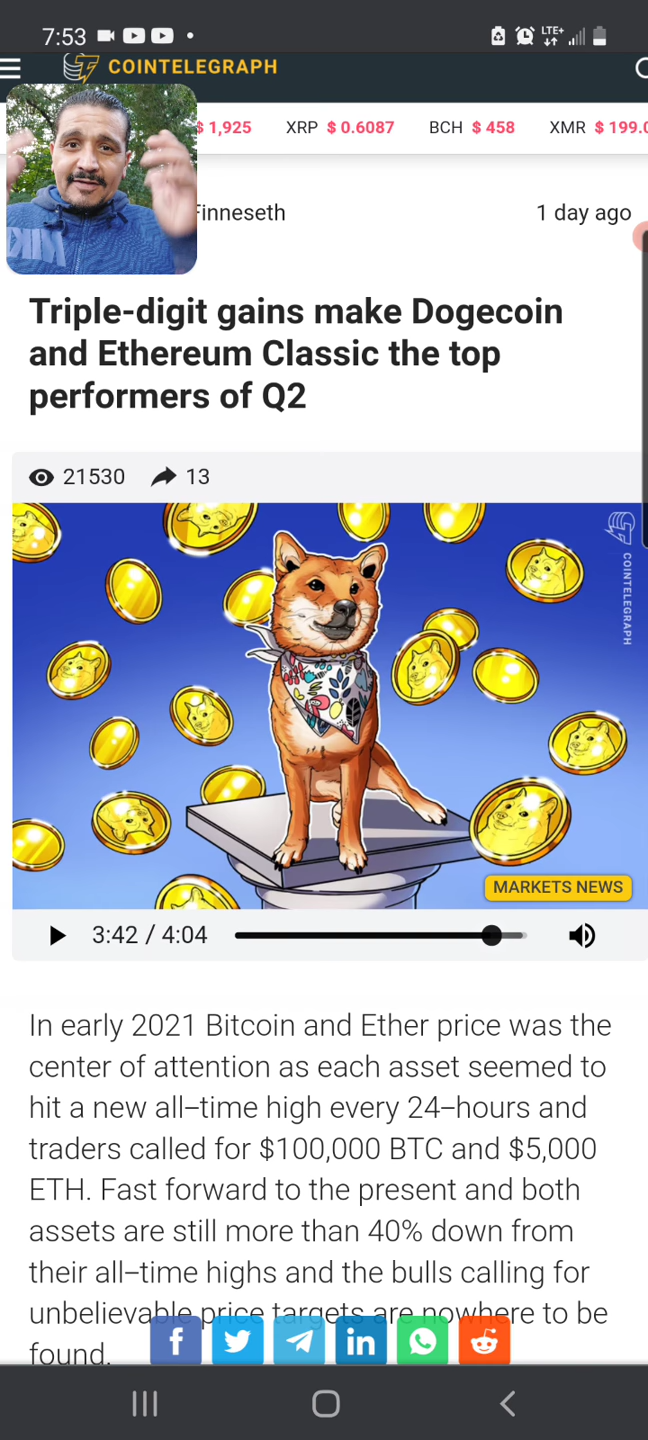 7:53
LTE+
COINTELEGRAPH
$ 1,925 XRP $ 0.6087 BCH $ 458 XMR $ 199.0
Finneseth 1 day ago
Triple-digit gains make Dogecoin
and Ethereum Classic the top
performers of Q2
21530 13
COINTELEGRAPH
MARKETS NEWS
3:42 / 4:04
In early 2021 Bitcoin and Ether price was the
center of attention as each asset seemed to
hit a new all-time high every 24-hours and
traders called for $100,000 BTC and $5,000
ETH. Fast forward to the present and both
assets are still more than 40% down from
their all-time highs and the bulls calling for
unbelievable price targets are nowhere to be
found.